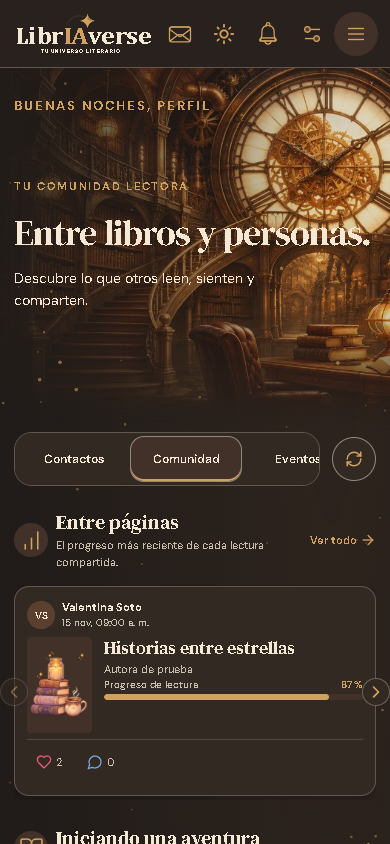 LibrIAverse
TU UNIVERSO LITERARIO
BUENAS NOCHES, PERFIL
TU COMUNIDAD LECTORA
Entre libros y personas.
Descubre lo que otros leen, sienten y
comparten.
Contactos
Comunidad
Eventos
Entre páginas
El progreso más reciente de cada lectura
compartida.
Ver todo
VS
Valentina Soto
15 nov, 09:00 a. m.
Historias entre estrellas
Autora de prueba
Progreso de lectura
87%
2
0
Iniciando una aventura